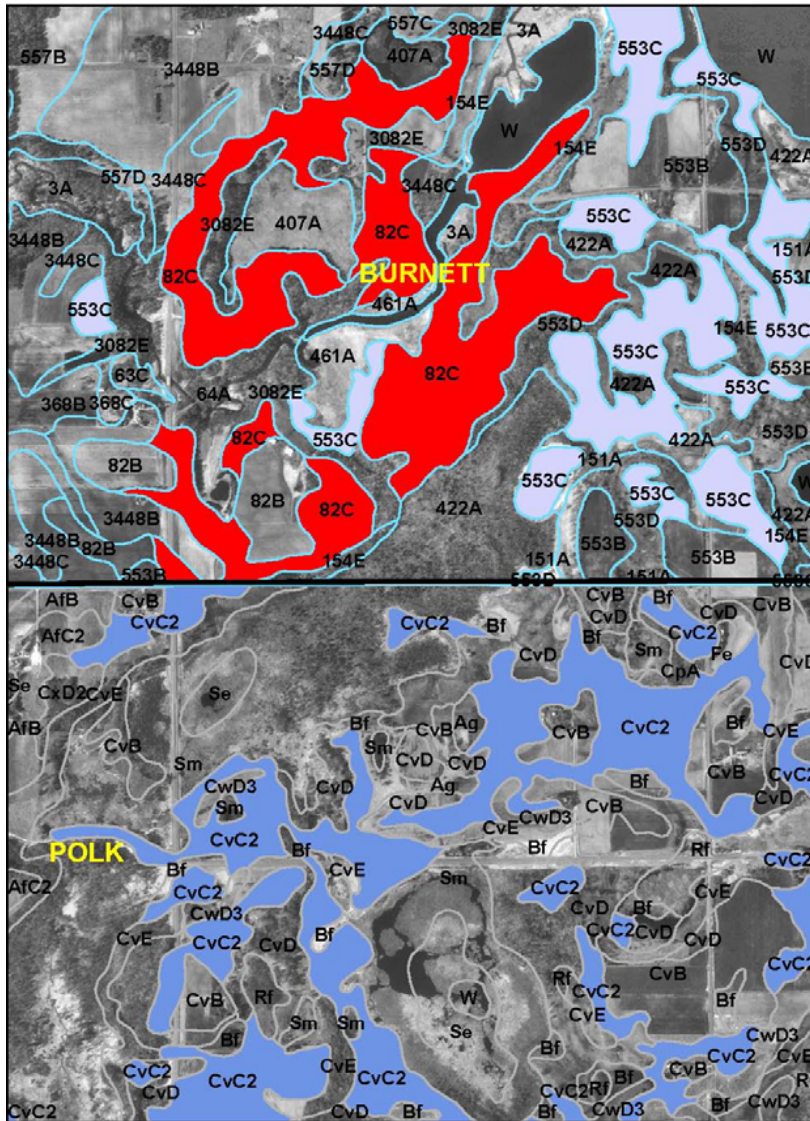 557C
3448C
3082E
3A
557B
407A
553C
3448B
557D
553C
W
154E
W
553D
3082E
154E
553B
422A
557D
3448C
3448C
3A
3082E
407A
82C
3A
553C
151A
3448B
422A
422A
3448C
82C
BURNETT
553D
553C
461A
553D
154E
553C
3082E
461A
553C
553B
63C
82C
64A
3082E
422A
368B
368C
82C
553C
422A
553D
82B
151A
553C
553C
553C
W
82B
82C
422A
3448B
553D
422A
3448B
553B
154E
82B
3448C
154E
151A
553B
553B
151A
553D
AfB
CvB
CvC2
CvB
Bf
CvB
AfC2
CvC2
Bf
CvD
Bf
CvC2
CvD
Sm
Fe
CvD
CpA
Se
CxD2
CvE
Se
AfB
Bf
CvB
Ag
CvB
CvC2
Bf
CvE
CvB
Sm
Sm
CvD
CvD
CvC2
CwD3
CvD
Ag
Bf
CvB
Sm
CvD
CvE
CwD3
CvB
CvD
CvC2
POLK
Bf
Bf
CvE
Bf
Rf
CvC2
AfC2
CvC2
Sm
CvC2
CvE
CwD3
CvD
Bf
CvE
CvD
Bf
CvC2
CvC2
CvD
CvD
CvB
Rf
W
Rf
CvC2
CvB
Bf
CvC2
Sm
Sm
Se
CvE
Bf
Bf
CwD3
CvC2
CvE
CvC2
CvE
CvB
CvD
CvC2
CvC2
CvC2
Rf
Bf
CvC2
CvD
Bf
Bf
CwD3
Bf
CwD3